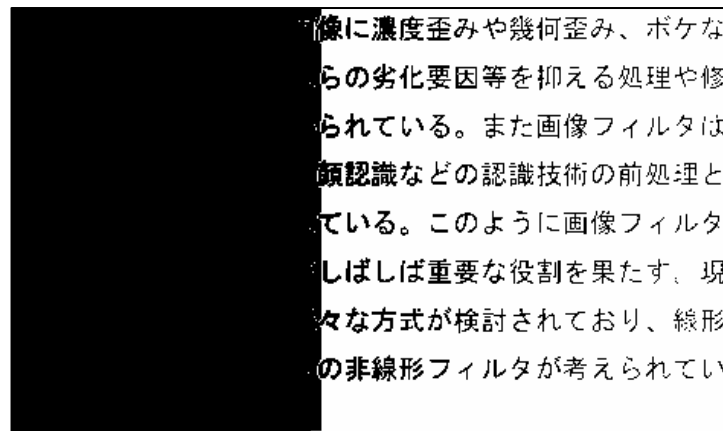 像に濃度歪みや幾何歪み、ボケな
らの劣化要因等を抑える処理や修
られている。また画像フィルタは
顔認識などの認識技術の前処理と
ている。このように画像フィルタ
しばしば重要な役割を果たす。現
々な方式が検討されており、線形
の非線形フィルタが考えられてい